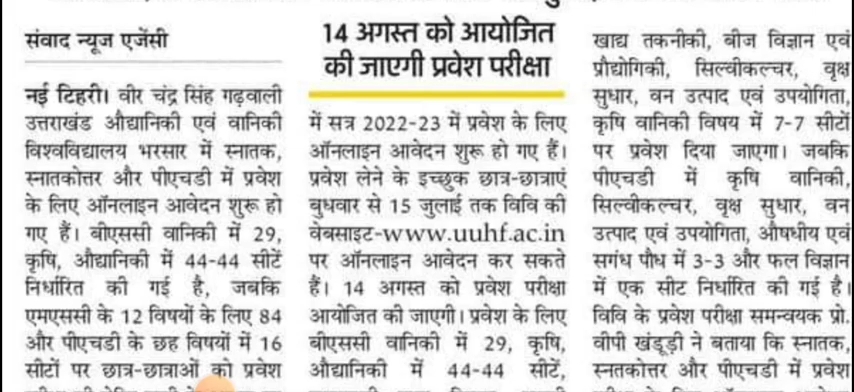 संवाद न्यूज एजेंसी
नई टिहरी। वीर चंद्र सिंह गढ़वाली
उत्तराखंड औद्यानिकी एवं वानिकी
विश्वविद्यालय भरसार में स्नातक,
स्नातकोत्तर और पीएचडी में प्रवेश
के लिए ऑनलाइन आवेदन शुरू हो
गए हैं। बीएससी वानिकी में 29,
कृषि, औद्यानिकी में 44-44 सीटें
निर्धारित की गई है, जबकि
एमएससी के 12 विषयों के लिए 84
और पीएचडी के छह विषयों में 16
सीटों पर छात्र-छात्राओं को प्रवेश
14 अगस्त को आयोजित
की जाएगी प्रवेश परीक्षा
में सत्र 2022-23 में प्रवेश के लिए
ऑनलाइन आवेदन शुरू हो गए हैं।
प्रवेश लेने के इच्छुक छात्र-छात्राएं
बुधवार से 15 जुलाई तक विवि की
वेबसाइट-www.uuhf.ac.in
पर ऑनलाइन आवेदन कर सकते
हैं। 14 अगस्त को प्रवेश परीक्षा
आयोजित की जाएगी। प्रवेश के लिए
बीएससी वानिकी में 29, कृषि,
औद्यानिकी में 44-44 सीटें,
खाद्य तकनीकी, बीज विज्ञान एवं
प्रौद्योगिकी, सिल्वीकल्चर, वृक्ष
सुधार, वन उत्पाद एवं उपयोगिता,
कृषि वानिकी विषय में 7-7 सीटों
पर प्रवेश दिया जाएगा। जबकि
पीएचडी में कृषि वानिकी,
सिल्वीकल्चर, वृक्ष सुधार, वन
उत्पाद एवं उपयोगिता, औषधीय एवं
सगंध पौध में 3-3 और फल विज्ञान
में एक सीट निर्धारित की गई है।
विवि के प्रवेश परीक्षा समन्वयक प्रो.
वीपी खंडूड़ी ने बताया कि स्नातक,
स्नतकोत्तर और पीएचडी में प्रवेश